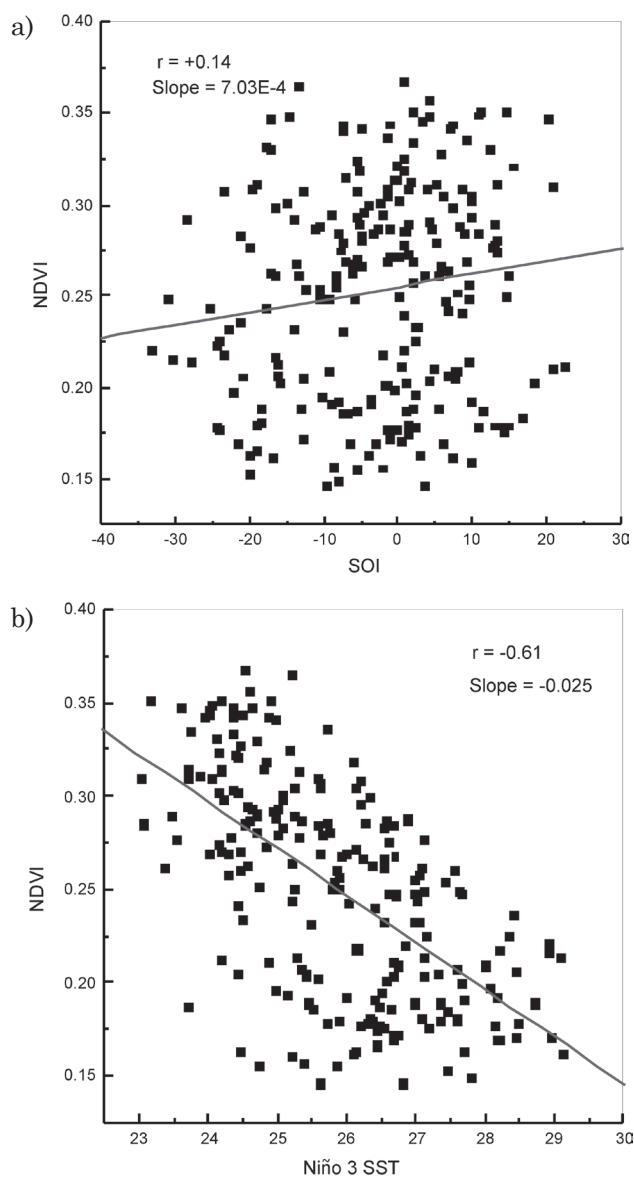 a)
r = +0.14
Slope = 7.03E-4
NDVI
0.40
0.35
0.30
0.25
0.20
0.15
-40 -30 -20 -10 0 10 20 30
SOI
b)
r = -0.61
Slope = -0.025
NDVI
0.40
0.35
0.30
0.25
0.20
0.15
23 24 25 26 27 28 29 30
Niño 3 SST